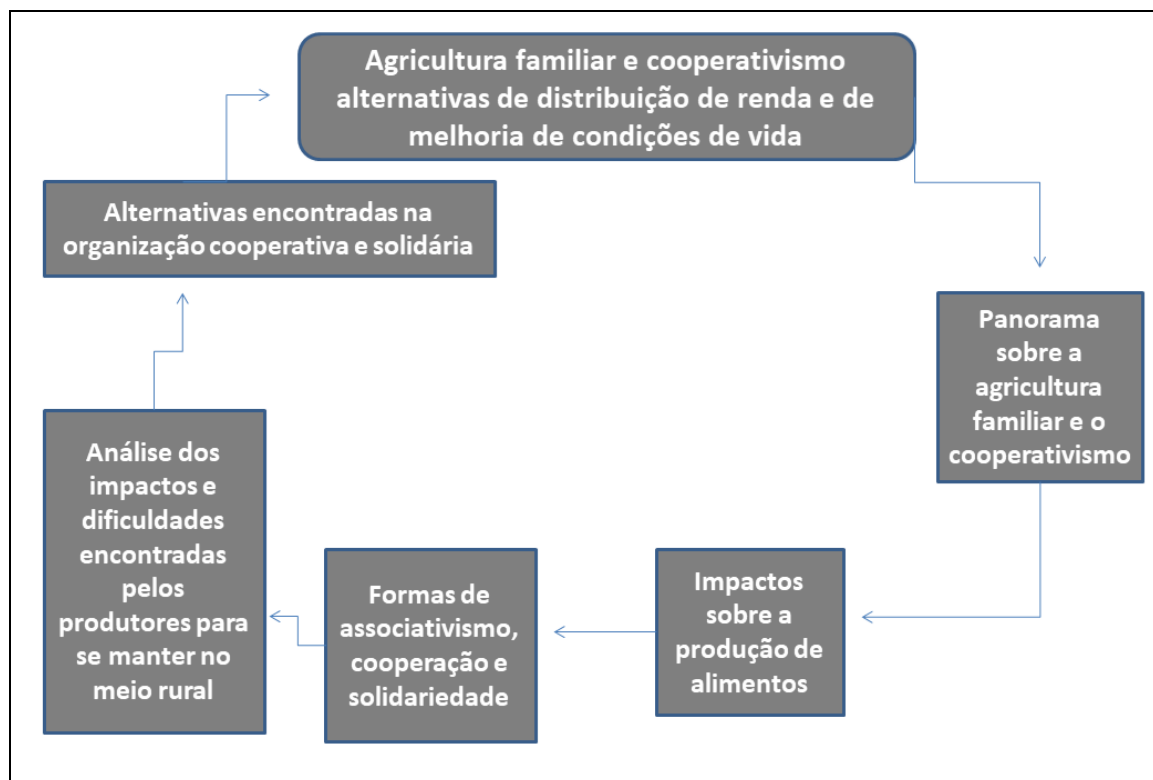 Agricultura familiar e cooperativismo
alternativas de distribuição de renda e de
melhoria de condições de vida
Panorama
sobre a
agricultura
familiar e o
cooperativismo
Impactos
sobre a
produção de
alimentos
Formas de
associativismo,
cooperação e
solidariedade
Análise dos
impactos e
dificuldades
encontradas
pelos
produtores para
se manter no
meio rural
Alternativas encontradas na
organização cooperativa e solidária